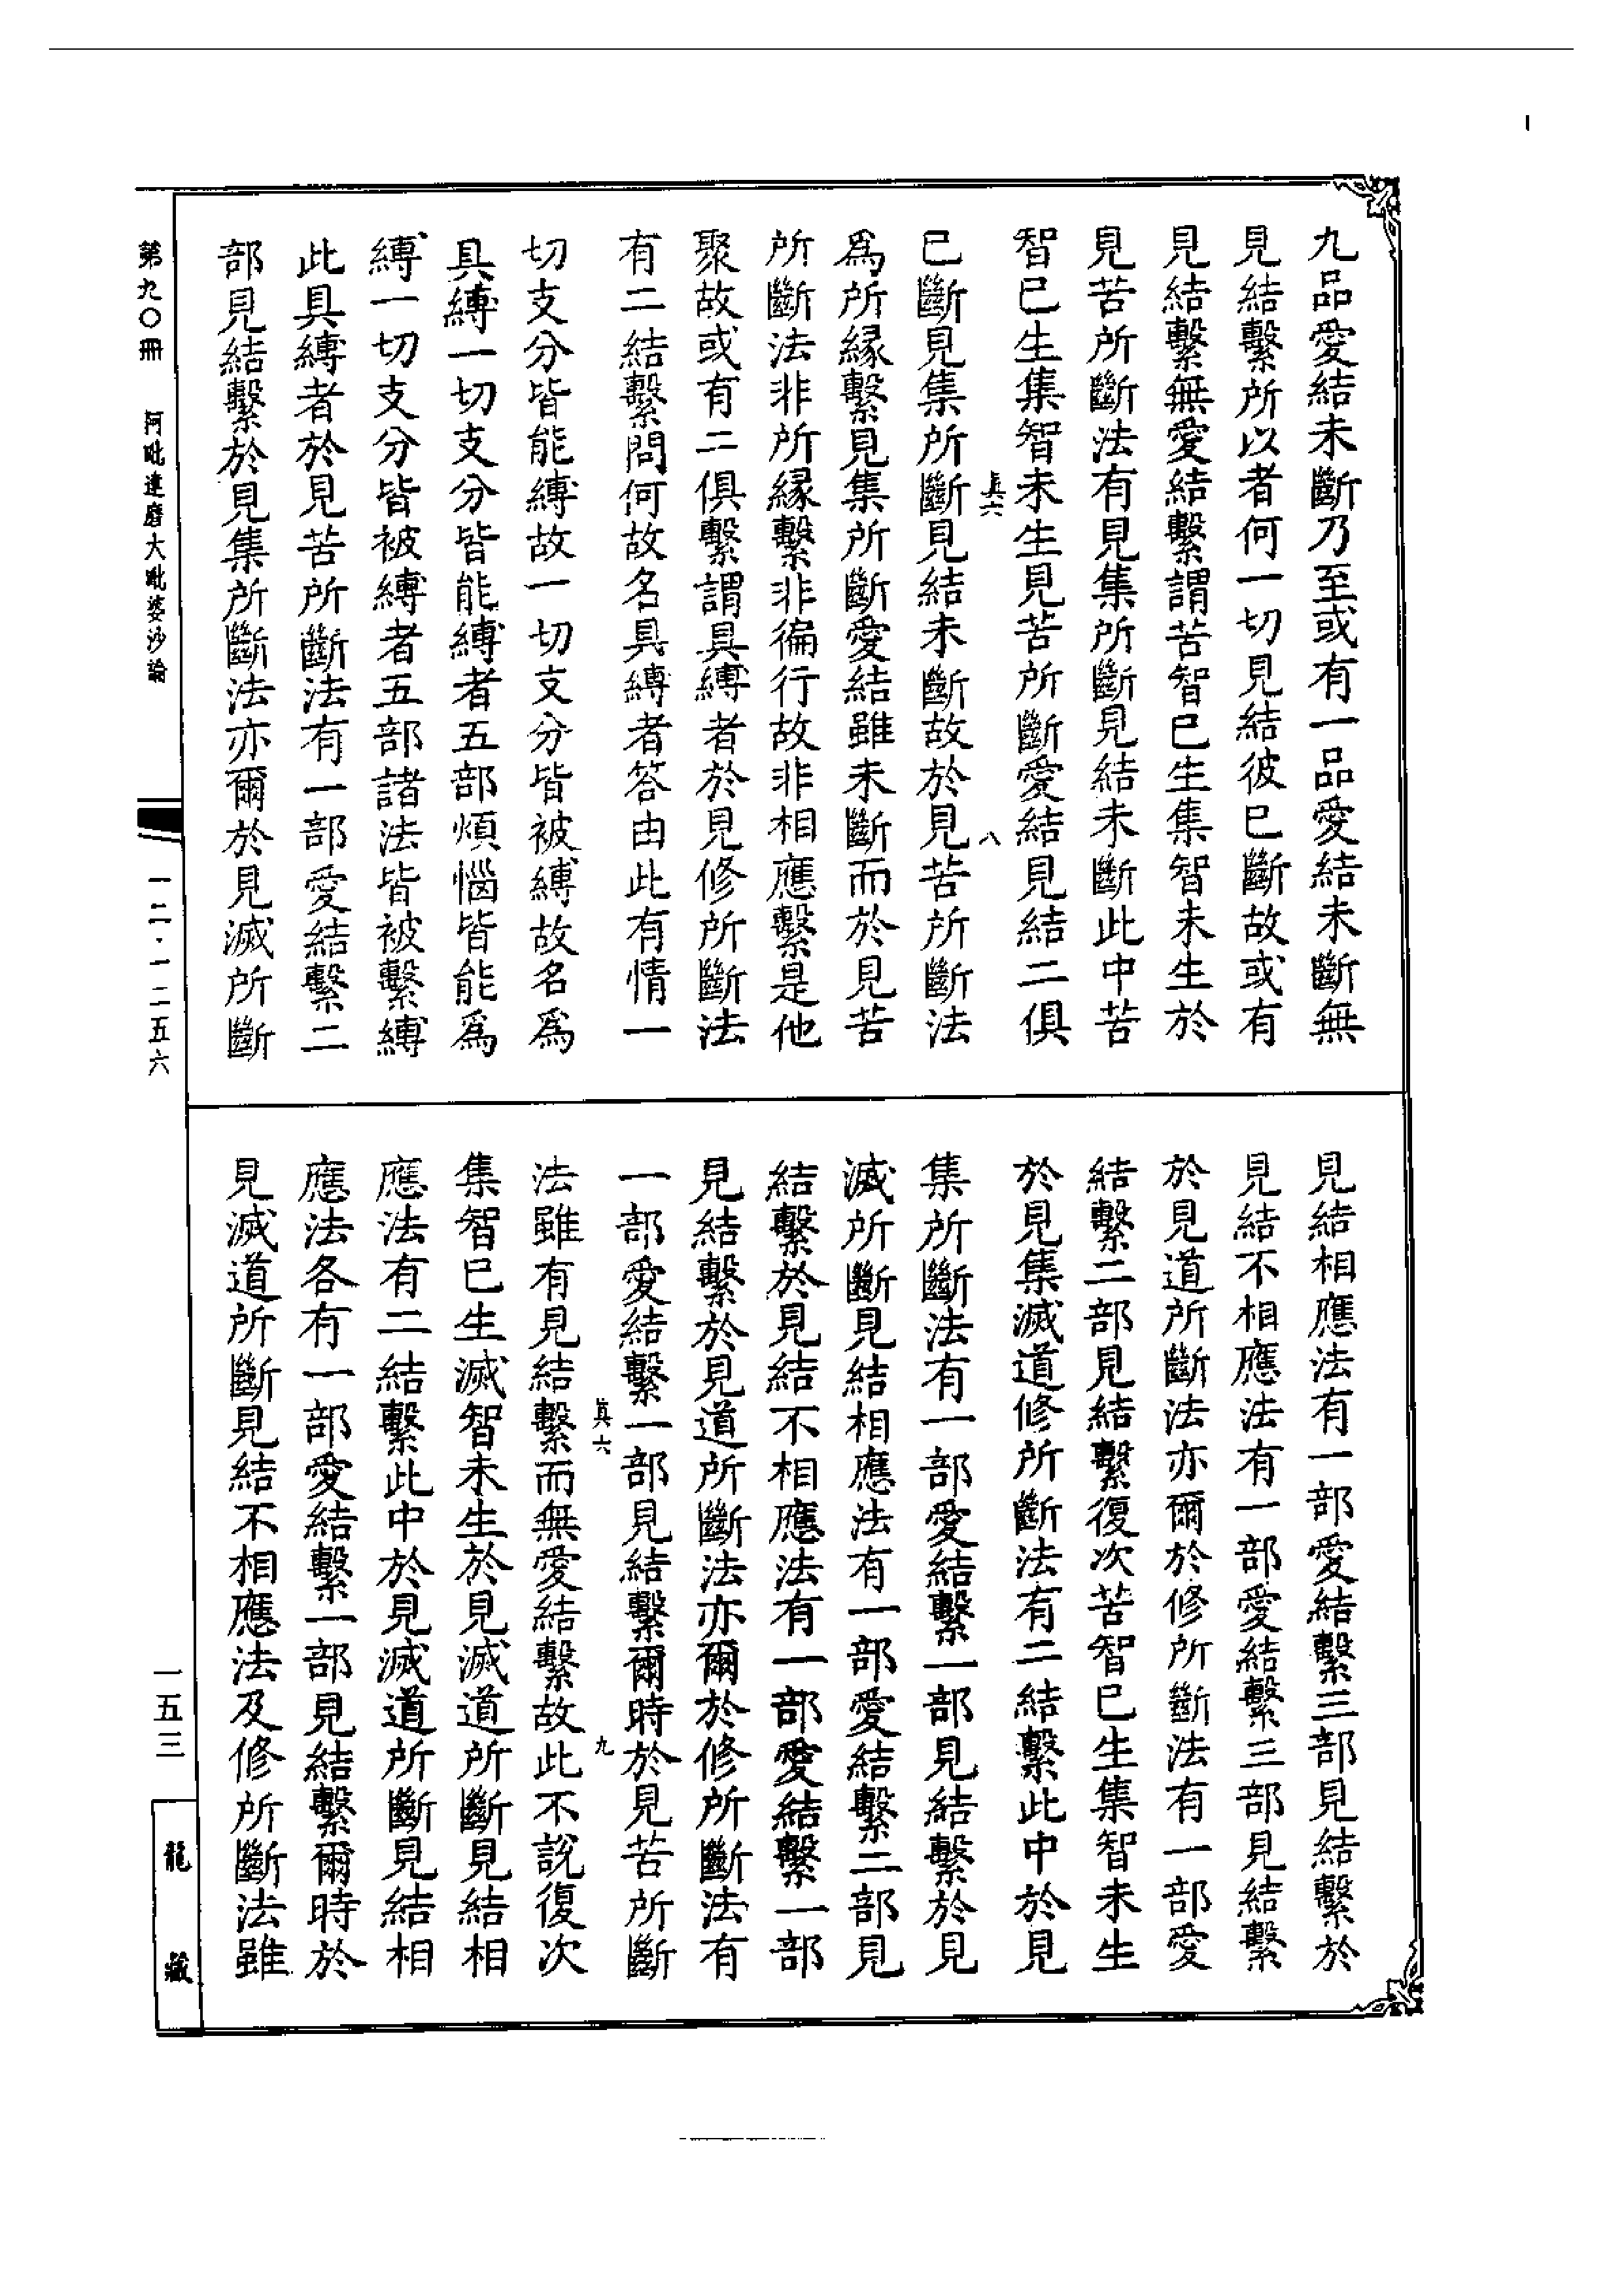 九品愛結未斷乃至或有一品愛結未斷無
見結繫所以者何一切見結彼已斷故或有
見結繫無愛結繫謂苦智已生集智未生於
見苦所斷法有見集所斷見結未斷此中苦
智已生集智未生見苦所斷愛結見結二俱
眞六 八
已斷見集所斷見結未斷故於見苦所斷法
爲所緣繫見集所斷愛結雖未斷而於見苦
所斷法非所緣繫非徧行故非相應繫是他
聚故或有二俱繫謂具縛者於見修所斷法
有二結繫問何故名具縛者答由此有情一
切支分皆能縛故一切支分皆被縛故名爲
具縛一切支分皆能縛者五部煩惱皆能爲
縛一切支分皆被縛者五部諸法皆被繫縛
此具縛者於見苦所斷法有一部愛結繫二
部見結繫於見集所斷法亦爾於見滅所斷
見結相應法有一部愛結繫三部見結繫於
見結不相應法有一部愛結繫三部見結繫
於見道所斷法亦爾於修所斷法有一部愛
結繫二部見結繫復次苦智已生集智未生
於見集滅道修所斷法有二結繫此中於見
集所斷法有一部愛結繫一部見結繫於見
滅所斷見結相應法有一部愛結繫二部見
結繫於見結不相應法有一部愛結繫一部
見結繫於見道所斷法亦爾於修所斷法有
一部愛結繫一部見結繫爾時於見苦所斷
眞六 九
法雖有見結繫而無愛結繫故此不說復次
集智已生滅智未生於見滅道所斷見結相
應法有二結繫此中於見滅道所斷見結相
應法各有一部愛結繫一部見結繫爾時於
見滅道所斷見結不相應法及修所斷法雖
第九〇冊 阿毗達磨大毗婆沙論 一二·一二五六 一五三 龍藏